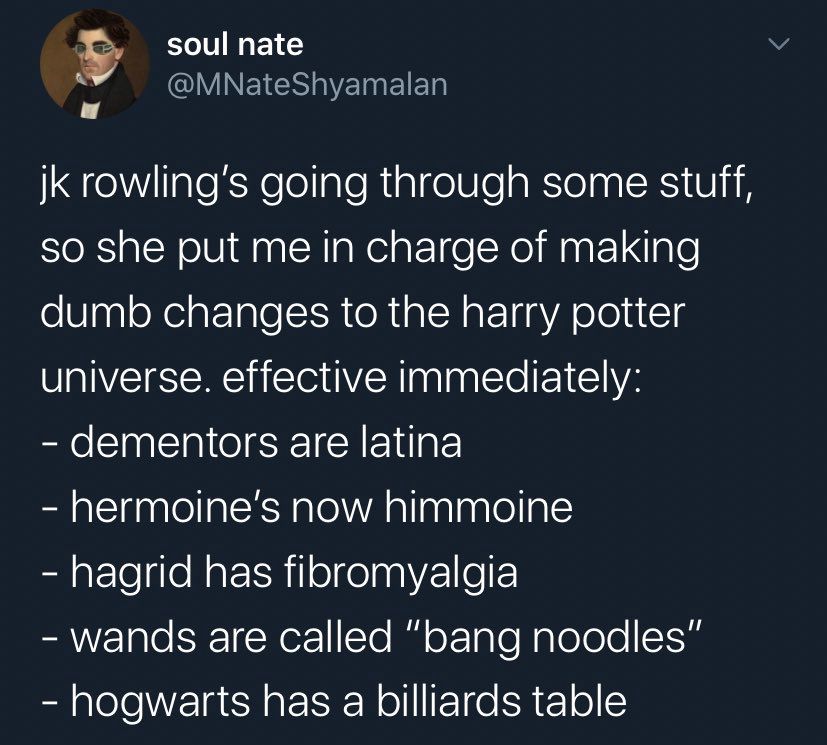 soul nate
@MNateShyamalan
jk rowling’s going through some stuff,
so she put me in charge of making
dumb changes to the harry potter
universe. effective immediately:
- dementors are latina
- hermoine’s now himmoine
- hagrid has fibromyalgia
- wands are called “bang noodles”
- hogwarts has a billiards table